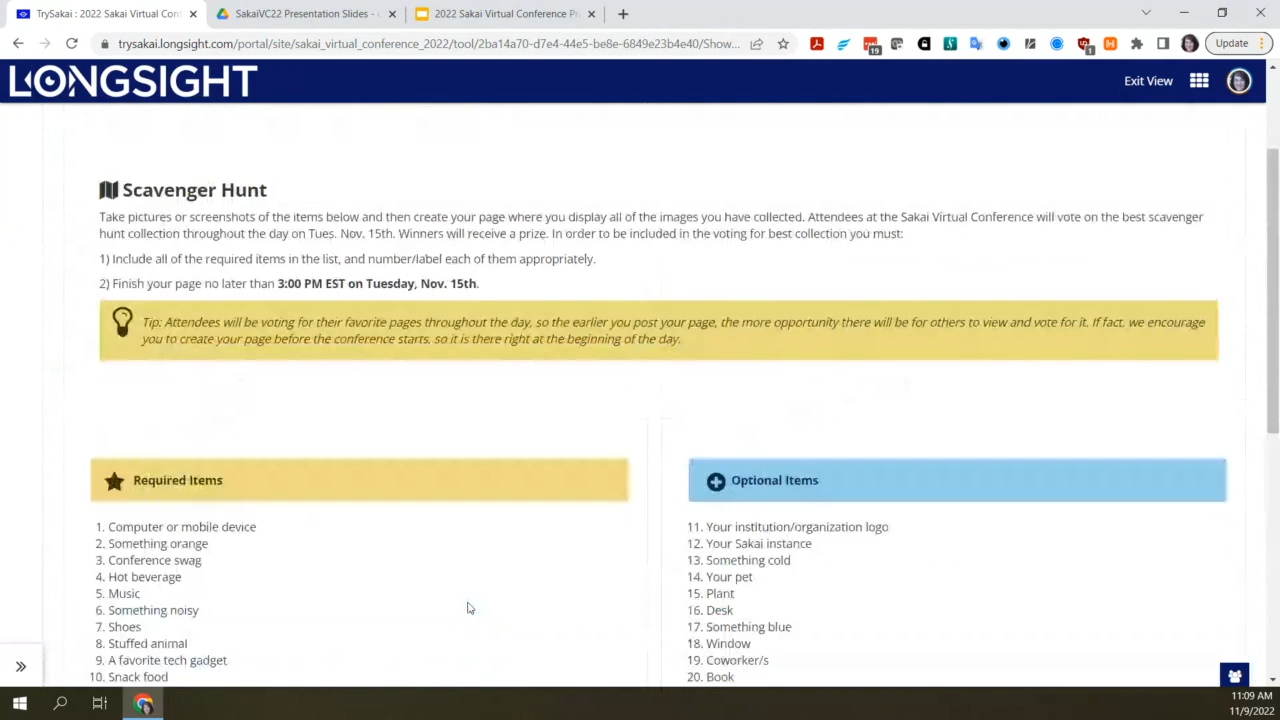 TrySakai : 2022 Sakai Virtual Con
SakaiVC22 Presentation Slides -
2022 Sakai Virtual Conference Pr
trysakai.longsight.com/portal/site/sakai_virtual_conference_2022/tool/2ba14a70-d7e4-44e5-be8e-6849e23b4e40/Show...
19
1
Update
LONGSIGHT
Exit View
Scavenger Hunt
Take pictures or screenshots of the items below and then create your page where you display all of the images you have collected. Attendees at the Sakai Virtual Conference will vote on the best scavenger
hunt collection throughout the day on Tues. Nov. 15th. Winners will receive a prize. In order to be included in the voting for best collection you must:
1) Include all of the required items in the list, and number/label each of them appropriately.
2) Finish your page no later than 3:00 PM EST on Tuesday, Nov. 15th.
Tip: Attendees will be voting for their favorite pages throughout the day, so the earlier you post your page, the more opportunity there will be for others to view and vote for it. If fact, we encourage
you to create your page before the conference starts, so it is there right at the beginning of the day.
Required Items
1. Computer or mobile device
2. Something orange
3. Conference swag
4. Hot beverage
5. Music
6. Something noisy
7. Shoes
8. Stuffed animal
9. A favorite tech gadget
10. Snack food
Optional Items
11. Your institution/organization logo
12. Your Sakai instance
13. Something cold
14. Your pet
15. Plant
16. Desk
17. Something blue
18. Window
19. Coworker/s
20. Book
11:09 AM
11/9/2022